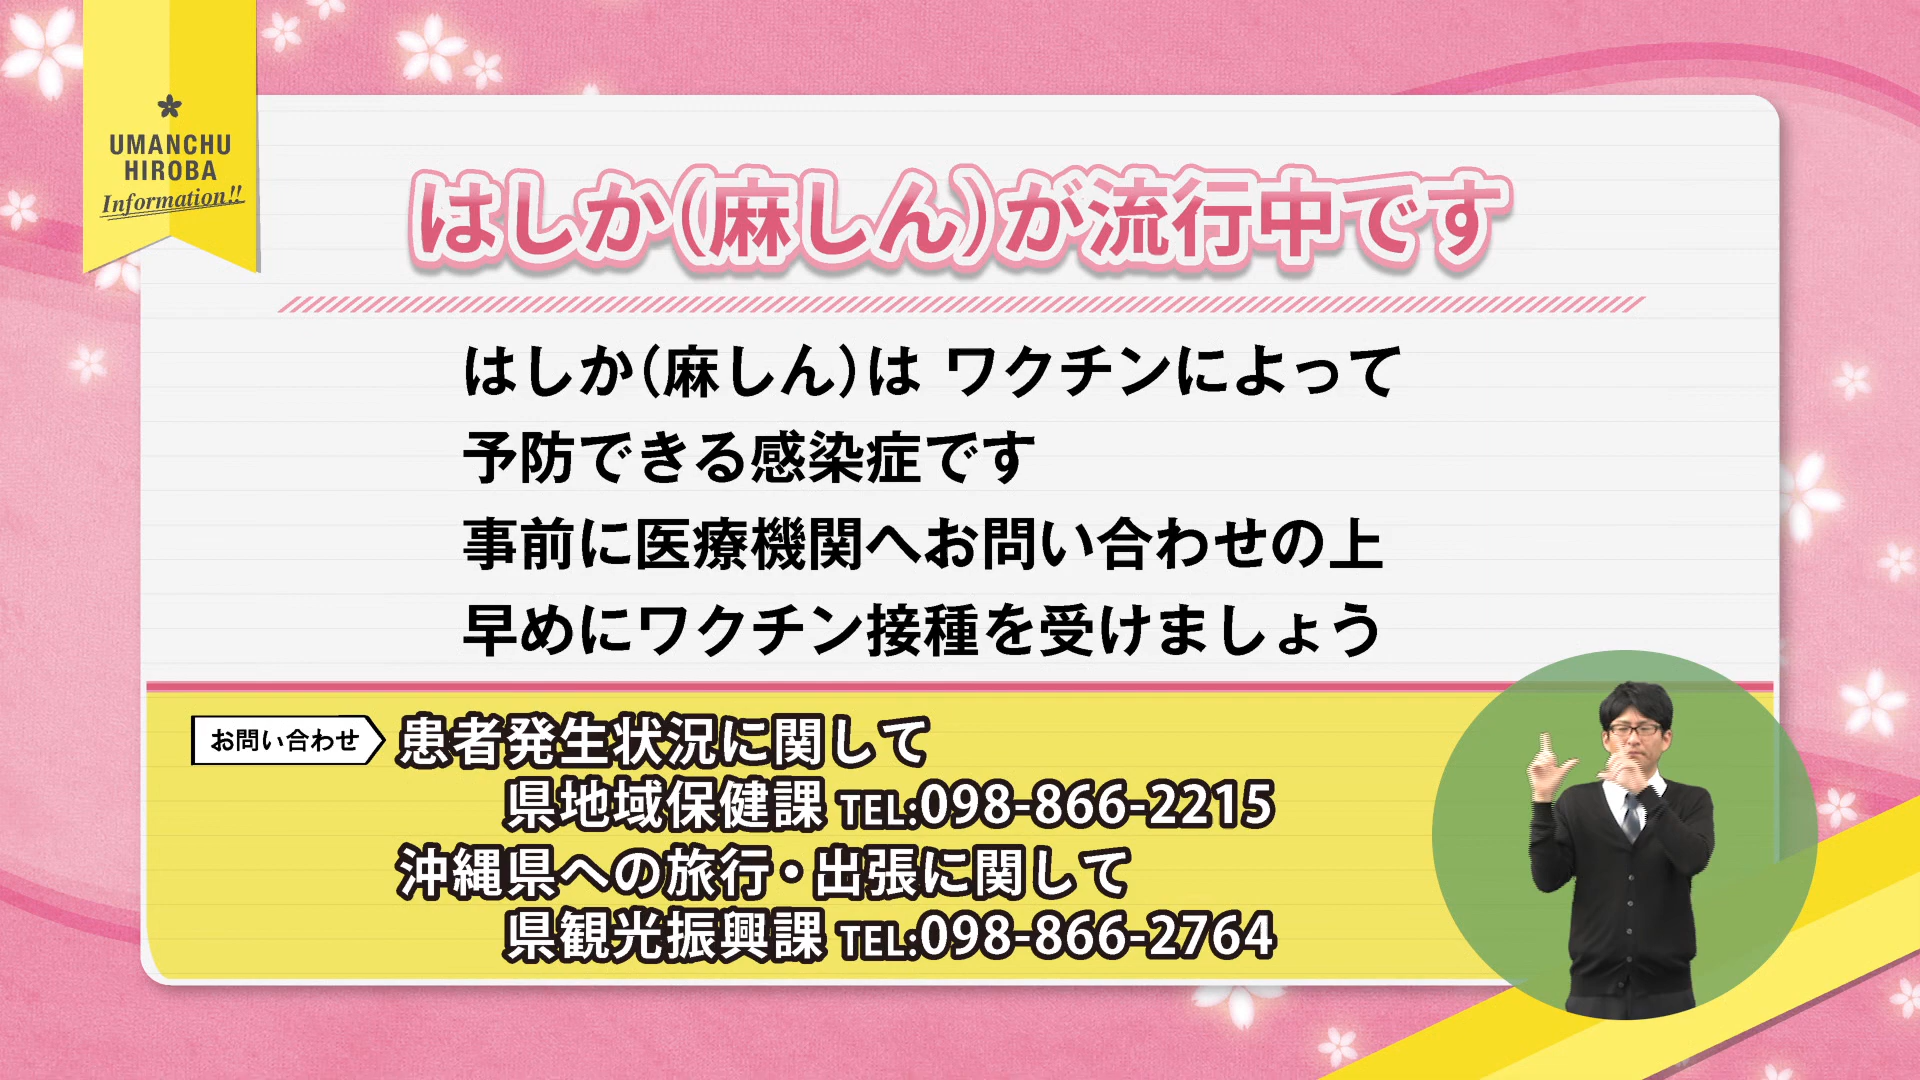 UMANCHU
HIROBA
Information!!
はしか（麻しん）が流行中です
はしか（麻しん）は ワクチンによって
予防できる感染症です
事前に医療機関へお問い合わせの上
早めにワクチン接種を受けましょう
お問い合わせ 患者発生状況に関して
県地域保健課 TEL:098-866-2215
沖縄県への旅行・出張に関して
県観光振興課 TEL:098-866-2764